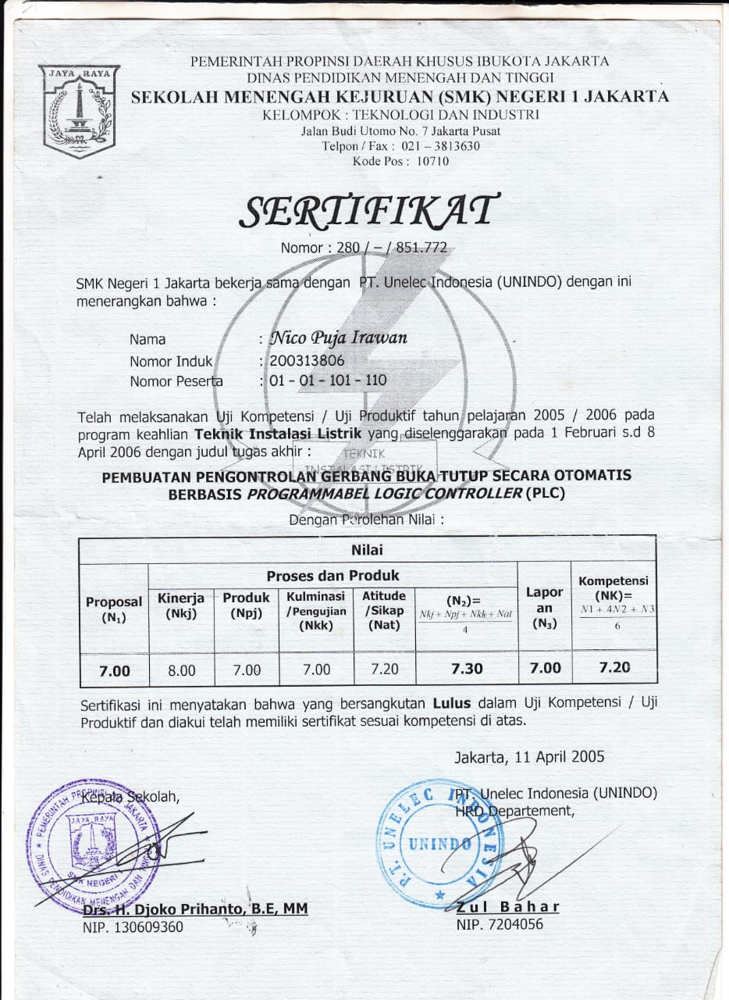 JAYA RAYA
PEMERINTAH PROPINSI DAERAH KHUSUS IBUKOTA JAKARTA
DINAS PENDIDIKAN MENENGAH DAN TINGGI
SEKOLAH MENENGAH KEJURUAN (SMK) NEGERI 1 JAKARTA
KELOMPOK : TEKNOLOGI DAN INDUSTRI
Jalan Budi Utomo No. 7 Jakarta Pusat
Telpon / Fax : 021 – 3813630
Kode Pos : 10710
SERTIFIKAT
Nomor : 280 / – / 851.772
SMK Negeri 1 Jakarta bekerja sama dengan PT. Unelec Indonesia (UNINDO) dengan ini
menerangkan bahwa :
Nama : Nico Puja Irawan
Nomor Induk : 200313806
Nomor Peserta : 01 – 01 – 101 – 110
Telah melaksanakan Uji Kompetensi / Uji Produktif tahun pelajaran 2005 / 2006 pada
program keahlian Teknik Instalasi Listrik yang diselenggarakan pada 1 Februari s.d 8
April 2006 dengan judul tugas akhir :
TEKNIK
INSTALASI LISTRIK
PEMBUATAN PENGONTROLAN GERBANG BUKA TUTUP SECARA OTOMATIS
BERBASIS PROGRAMMABEL LOGIC CONTROLLER (PLC)
Dengan Perolehan Nilai :
Nilai
Proposal (N1)
Proses dan Produk
Kinerja (Nkj)
Produk (Npj)
Kulminasi /Pengujian (Nkk)
Atitude /Sikap (Nat)
(N2)= Nkj + Npj + Nkk + Nat / 4
Lapor an (N3)
Kompetensi (NK)= N1 + 4N2 + N3 / 6
7.00 8.00 7.00 7.00 7.20 7.30 7.00 7.20
Sertifikasi ini menyatakan bahwa yang bersangkutan Lulus dalam Uji Kompetensi / Uji
Produktif dan diakui telah memiliki sertifikat sesuai kompetensi di atas.
Jakarta, 11 April 2005
Kepala Sekolah,
PT. Unelec Indonesia (UNINDO)
HRD Departement,
PEMERINTAH PROPINSI DKI JAKARTA
JAYA RAYA
SMK NEGERI 1
DINAS PENDIDIKAN MENENGAH DAN TINGGI
P.T. UNELEC INDONESIA
UNINDO
Drs. H. Djoko Prihanto, B.E, MM
NIP. 130609360
Zul Bahar
NIP. 7204056